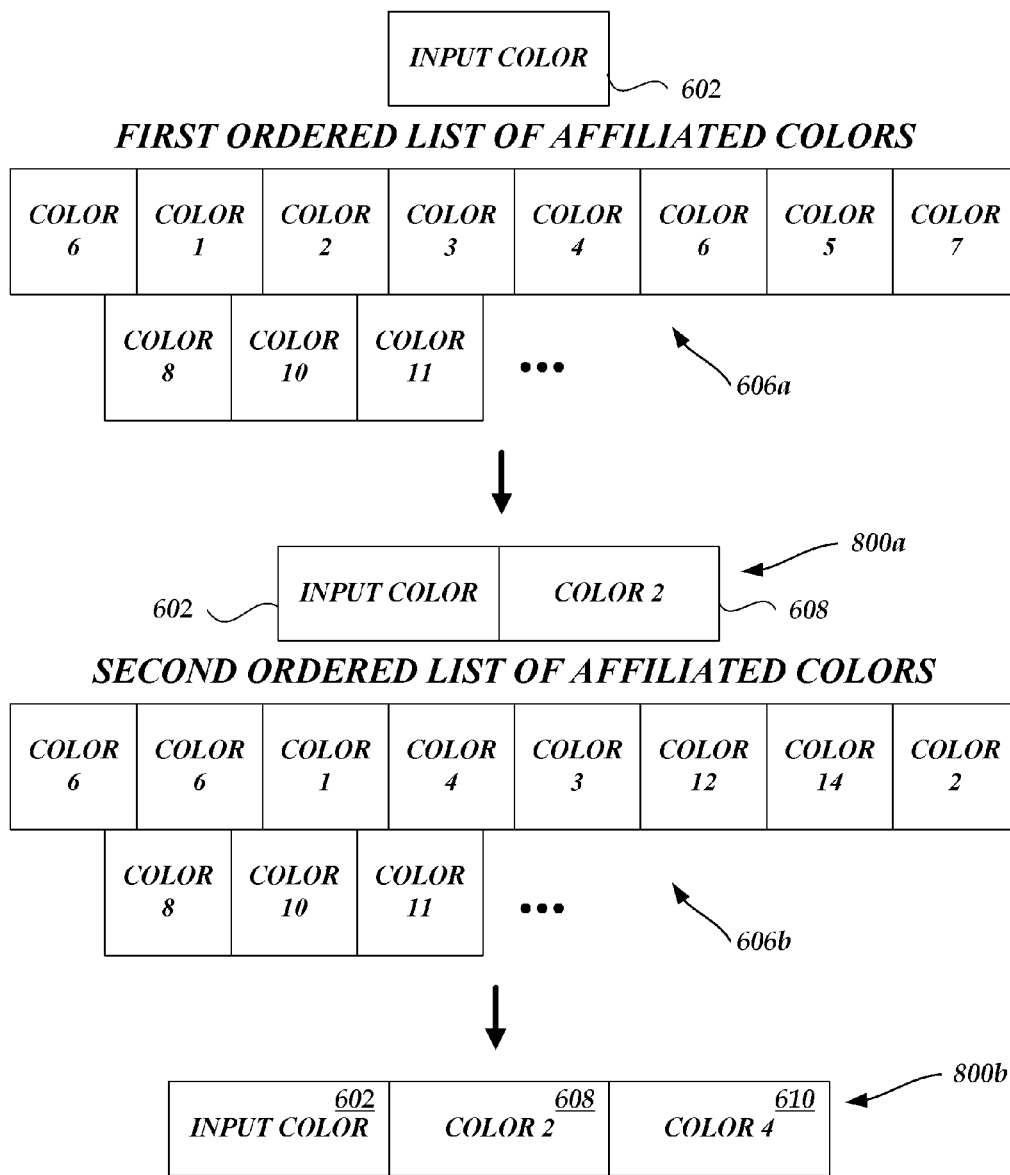 INPUT COLOR
602
FIRST ORDERED LIST OF AFFILIATED COLORS
COLOR 6 COLOR 1 COLOR 2 COLOR 3 COLOR 4 COLOR 6 COLOR 5 COLOR 7
COLOR 8 COLOR 10 COLOR 11 •••
606a
800a
602 INPUT COLOR COLOR 2 608
SECOND ORDERED LIST OF AFFILIATED COLORS
COLOR 6 COLOR 6 COLOR 1 COLOR 4 COLOR 3 COLOR 12 COLOR 14 COLOR 2
COLOR 8 COLOR 10 COLOR 11 •••
606b
800b
602 608 610
INPUT COLOR COLOR 2 COLOR 4